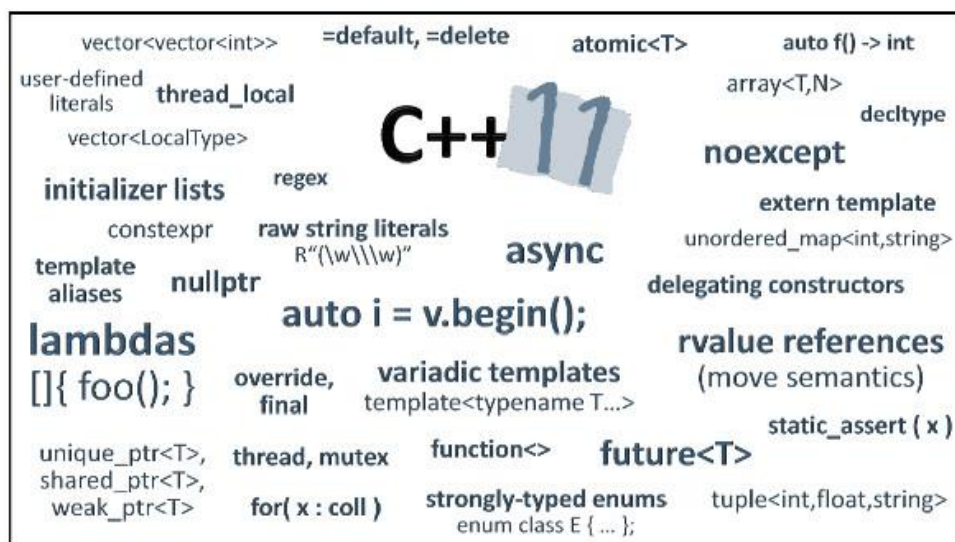 vector<vector<int>>
=default, =delete
atomic<T>
auto f() -> int
user-defined
literals
thread_local
array<T,N>
vector<LocalType>
C++11
decltype
noexcept
initializer lists
regex
extern template
constexpr
raw string literals
R“(\w\\\w)”
async
unordered_map<int,string>
template
aliases
nullptr
auto i = v.begin();
delegating constructors
lambdas
[]{ foo(); }
override,
final
variadic templates
template<typename T...>
rvalue references
(move semantics)
static_assert ( x )
unique_ptr<T>,
shared_ptr<T>,
weak_ptr<T>
thread, mutex
function<>
future<T>
for( x : coll )
strongly-typed enums
enum class E { ... };
tuple<int,float,string>